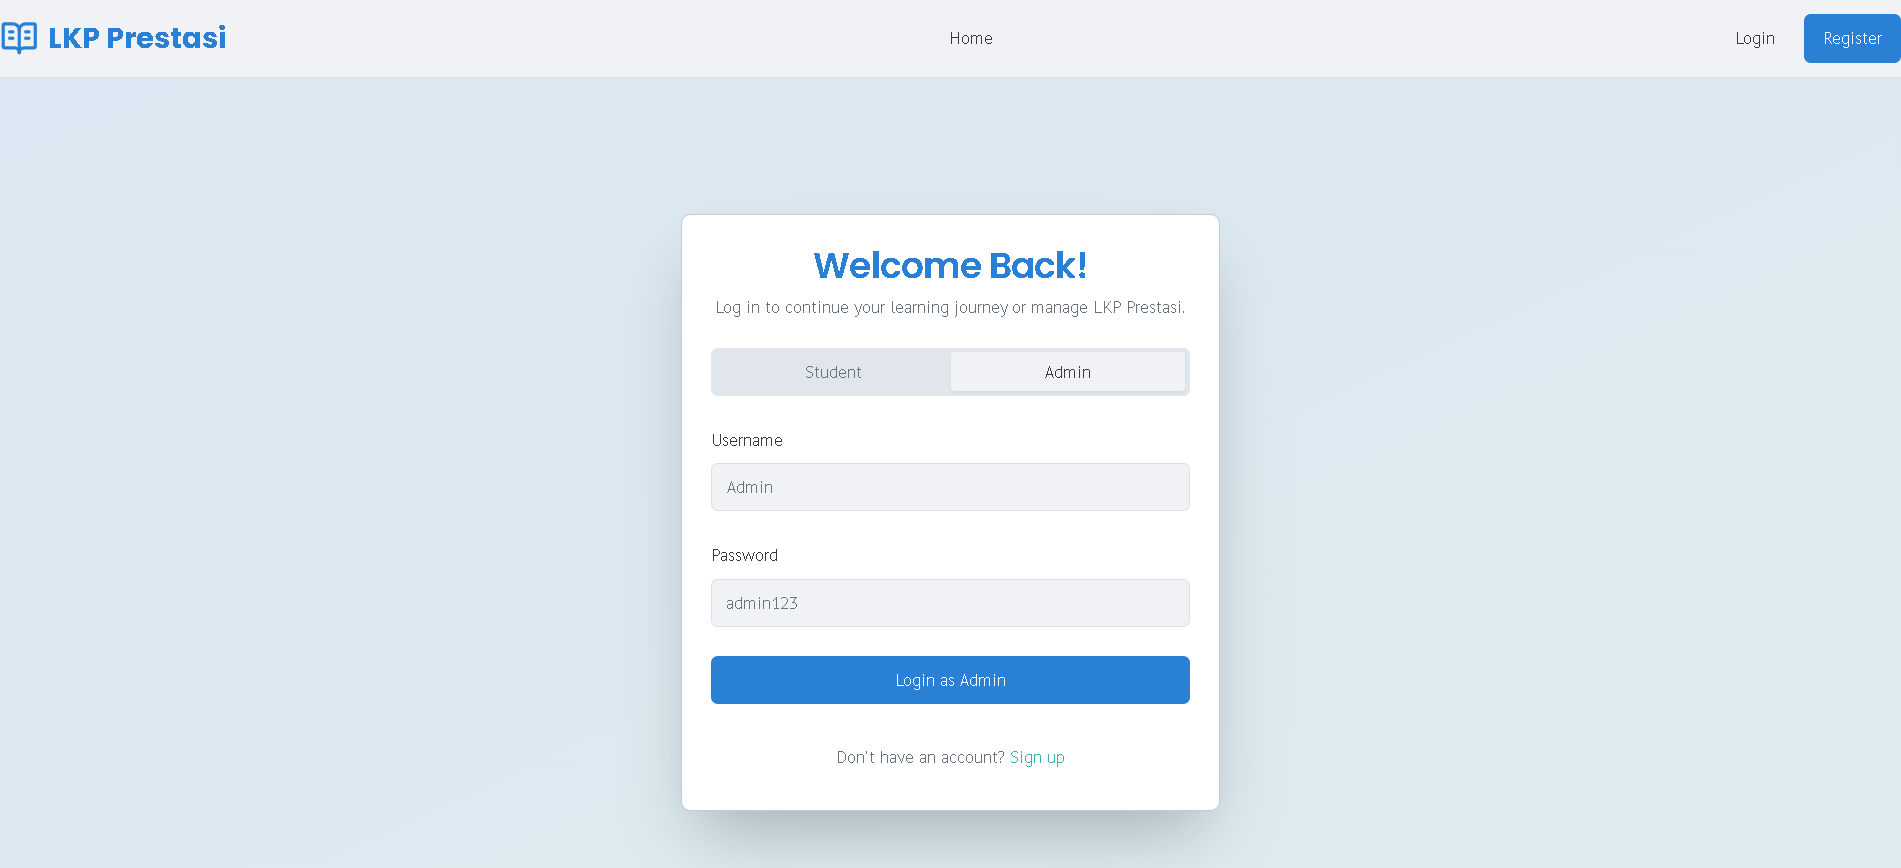 LKP Prestasi
Home
Login
Register
Welcome Back!
Log in to continue your learning journey or manage LKP Prestasi.
Student
Admin
Username
Admin
Password
admin123
Login as Admin
Don't have an account? Sign up